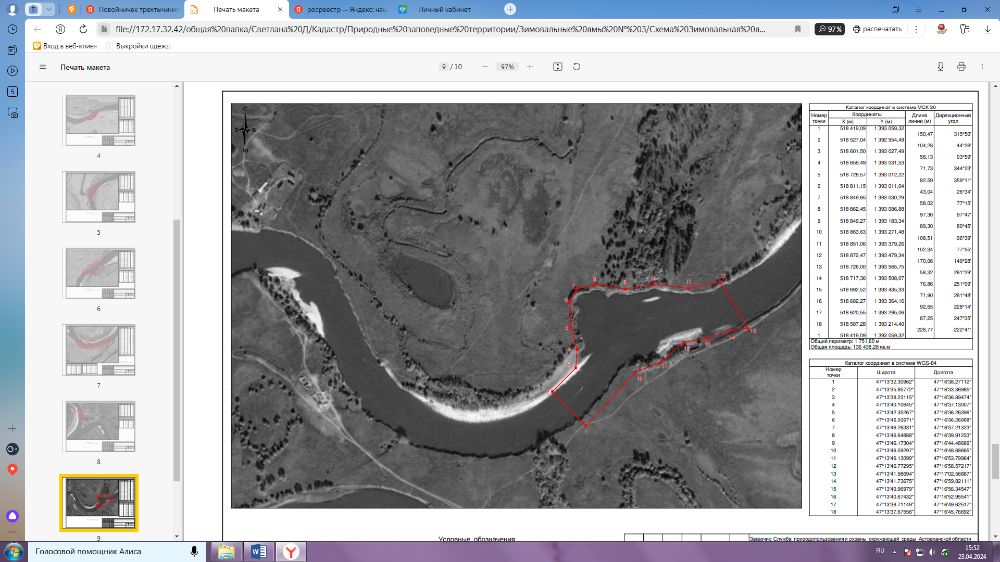 5
Повойничек трехтычинко
Печать макета
росреестр — Яндекс: наш
Личный кабинет
file://172.17.32.42/общая%20папка/Светлана%20Д/Кадастр/Природные%20заповедные%20территории/Зимовальные%20ямы%20№%203/Схема%20Зимовальная%20я...
97%
распечатать
Вход в веб-клиен
Выкройки одежд
Печать макета
9 / 10
97%
5
4
5
6
7
8
9
С
З
В
Ю
1
2
3
4
5
6
7
8
9
10
11
12
13
14
15
16
17
18
Каталог координат в системе МСК-30
Номер точки Координаты Длина линии (м) Дирекционный угол
X (м) Y (м)
1 518 419,09 1 393 059,32
150,47 315°50'
2 518 527,04 1 392 954,49
104,28 44°26'
3 518 601,50 1 393 027,49
58,13 03°59'
4 518 659,49 1 393 031,53
71,73 344°23'
5 518 728,57 1 393 012,22
82,59 359°11'
6 518 811,15 1 393 011,04
43,04 26°34'
7 518 849,65 1 393 030,29
58,02 77°15'
8 518 862,45 1 393 086,88
97,36 97°47'
9 518 849,27 1 393 183,34
89,30 80°45'
10 518 863,63 1 393 271,48
108,51 96°39'
11 518 851,06 1 393 379,26
102,34 77°55'
12 518 872,47 1 393 479,34
170,06 149°28'
13 518 726,00 1 393 565,75
58,32 261°29'
14 518 717,36 1 393 508,07
76,86 251°09'
15 518 692,52 1 393 435,33
71,90 261°48'
16 518 682,27 1 393 364,16
92,65 228°14'
17 518 620,55 1 393 295,06
87,25 247°35'
18 518 587,28 1 393 214,40
228,77 222°41'
1 518 419,09 1 393 059,32
Общий периметр: 1 751,60 м
Общая площадь: 136 438,28 кв.м
Каталог координат в системе WGS-84
Номер точки Широта Долгота
1 47°13'32.30962" 47°16'38.27112"
2 47°13'35.85772" 47°16'33.36985"
3 47°13'38.23115" 47°16'36.89474"
4 47°13'40.10645" 47°16'37.13007"
5 47°13'42.35267" 47°16'36.26396"
6 47°13'45.02671" 47°16'36.26958"
7 47°13'46.26331" 47°16'37.21323"
8 47°13'46.64888" 47°16'39.91233"
9 47°13'46.17304" 47°16'44.48689"
10 47°13'46.59297" 47°16'48.68665"
11 47°13'46.13099" 47°16'53.79964"
12 47°13'46.77295" 47°16'58.57217"
13 47°13'41.98694" 47°17'02.56887"
14 47°13'41.73675" 47°16'59.82111"
15 47°13'40.96979" 47°16'56.34547"
16 47°13'40.67432" 47°16'52.95541"
17 47°13'38.71149" 47°16'49.62517"
18 47°13'37.67556" 47°16'45.76692"
Условные обозначения
Заказчик: Служба природопользования и охраны окружающей среды Астраханской области
Голосовой помощник Алиса
RU
15:52
23.04.2024